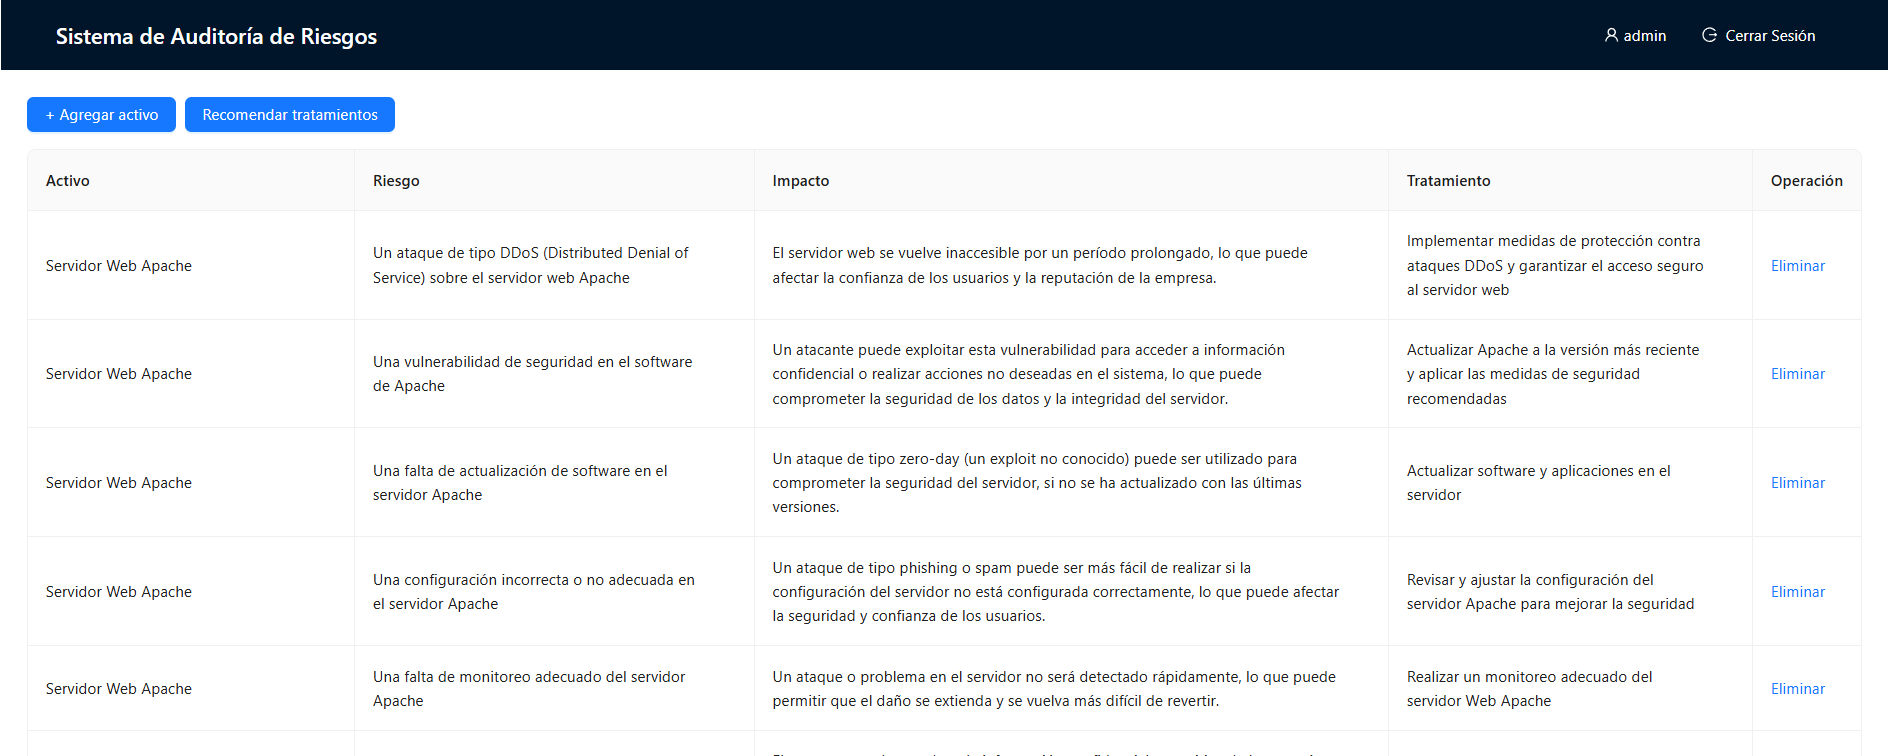 Sistema de Auditoría de Riesgos
admin
Cerrar Sesión
+ Agregar activo
Recomendar tratamientos
Activo
Riesgo
Impacto
Tratamiento
Operación
Servidor Web Apache
Un ataque de tipo DDoS (Distributed Denial of
Service) sobre el servidor web Apache
El servidor web se vuelve inaccesible por un período prolongado, lo que puede
afectar la confianza de los usuarios y la reputación de la empresa.
Implementar medidas de protección contra
ataques DDoS y garantizar el acceso seguro
al servidor web
Eliminar
Servidor Web Apache
Una vulnerabilidad de seguridad en el software
de Apache
Un atacante puede exploitar esta vulnerabilidad para acceder a información
confidencial o realizar acciones no deseadas en el sistema, lo que puede
comprometer la seguridad de los datos y la integridad del servidor.
Actualizar Apache a la versión más reciente
y aplicar las medidas de seguridad
recomendadas
Eliminar
Servidor Web Apache
Una falta de actualización de software en el
servidor Apache
Un ataque de tipo zero-day (un exploit no conocido) puede ser utilizado para
comprometer la seguridad del servidor, si no se ha actualizado con las últimas
versiones.
Actualizar software y aplicaciones en el
servidor
Eliminar
Servidor Web Apache
Una configuración incorrecta o no adecuada en
el servidor Apache
Un ataque de tipo phishing o spam puede ser más fácil de realizar si la
configuración del servidor no está configurada correctamente, lo que puede afectar
la seguridad y confianza de los usuarios.
Revisar y ajustar la configuración del
servidor Apache para mejorar la seguridad
Eliminar
Servidor Web Apache
Una falta de monitoreo adecuado del servidor
Apache
Un ataque o problema en el servidor no será detectado rápidamente, lo que puede
permitir que el daño se extienda y se vuelva más difícil de revertir.
Realizar un monitoreo adecuado del
servidor Web Apache
Eliminar